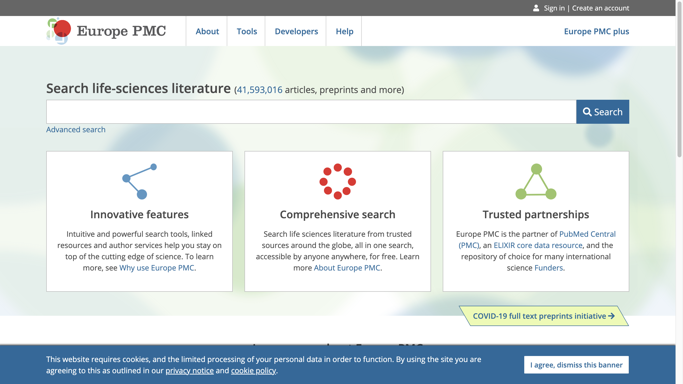 Sign in | Create an account
Europe PMC
About
Tools
Developers
Help
Europe PMC plus
Search life-sciences literature (41,593,016 articles, preprints and more)
Search
Advanced search
Innovative features
Intuitive and powerful search tools, linked
resources and author services help you stay on
top of the cutting edge of science. To learn
more, see Why use Europe PMC.
Comprehensive search
Search life sciences literature from trusted
sources around the globe, all in one search,
accessible by anyone anywhere, for free. Learn
more About Europe PMC.
Trusted partnerships
Europe PMC is the partner of PubMed Central
(PMC), an ELIXIR core data resource, and the
repository of choice for many international
science Funders.
COVID-19 full text preprints initiative
This website requires cookies, and the limited processing of your personal data in order to function. By using the site you are
agreeing to this as outlined in our privacy notice and cookie policy.
I agree, dismiss this banner